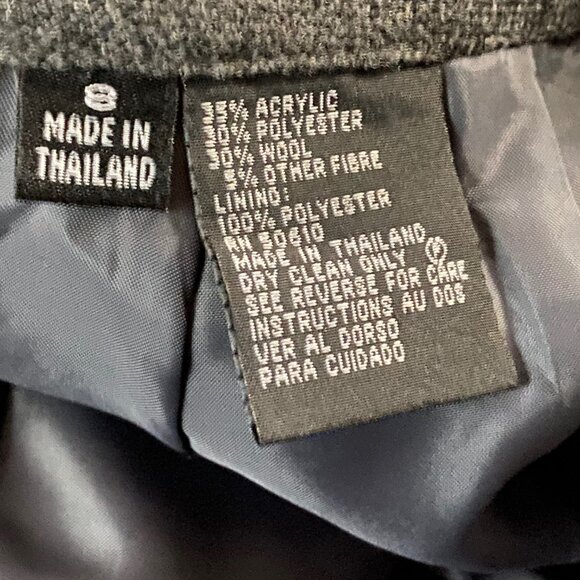 8
MADE IN
THAILAND
35% ACRYLIC
30% POLYESTER
30% WOOL
5% OTHER FIBRE
LINING:
100% POLYESTER
RN 50610
MADE IN THAILAND
DRY CLEAN ONLY
SEE REVERSE FOR CARE
INSTRUCTIONS AU DOS
VER AL DORSO
PARA CUIDADO